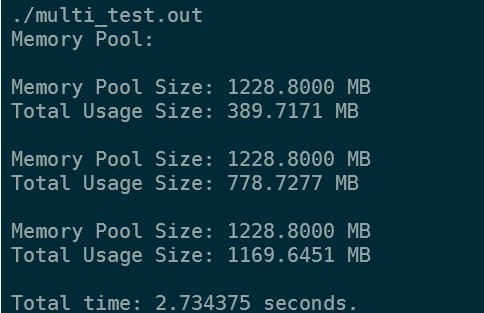 ./multi_test.out
Memory Pool:
Memory Pool Size: 1228.8000 MB
Total Usage Size: 389.7171 MB
Memory Pool Size: 1228.8000 MB
Total Usage Size: 778.7277 MB
Memory Pool Size: 1228.8000 MB
Total Usage Size: 1169.6451 MB
Total time: 2.734375 seconds.